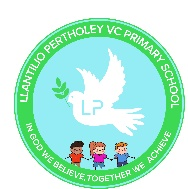 LLANTILIO PERTHOLEY VC PRIMARY SCHOOL
LP
IN GOD WE BELIEVE, TOGETHER WE ACHIEVE